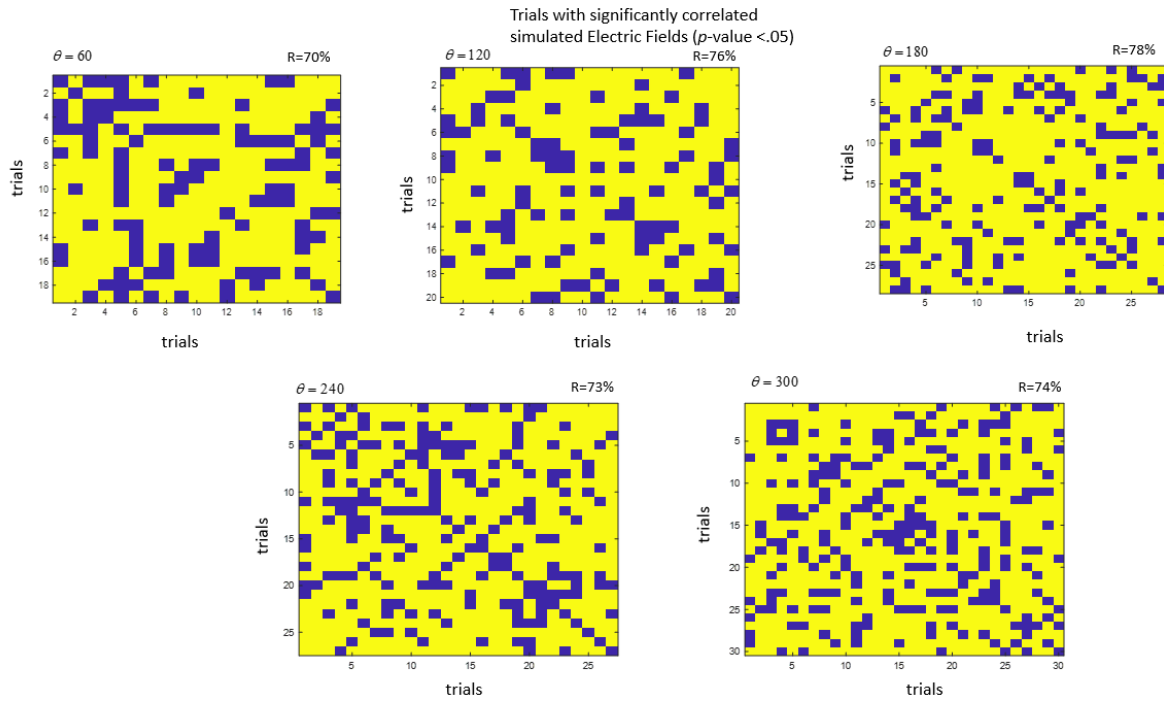 Trials with significantly correlated
simulated Electric Fields (p-value <.05)
θ = 60
R=70%
2
4
6
8
10
12
14
16
18
trials
2 4 6 8 10 12 14 16 18
trials
θ =120
R=76%
2
4
6
8
10
12
14
16
18
20
trials
2 4 6 8 10 12 14 16 18 20
trials
θ =180
R=78%
5
10
15
20
25
trials
5 10 15 20 25
trials
θ = 240
R=73%
5
10
15
20
25
trials
5 10 15 20 25
trials
θ = 300
R=74%
5
10
15
20
25
30
trials
5 10 15 20 25 30
trials